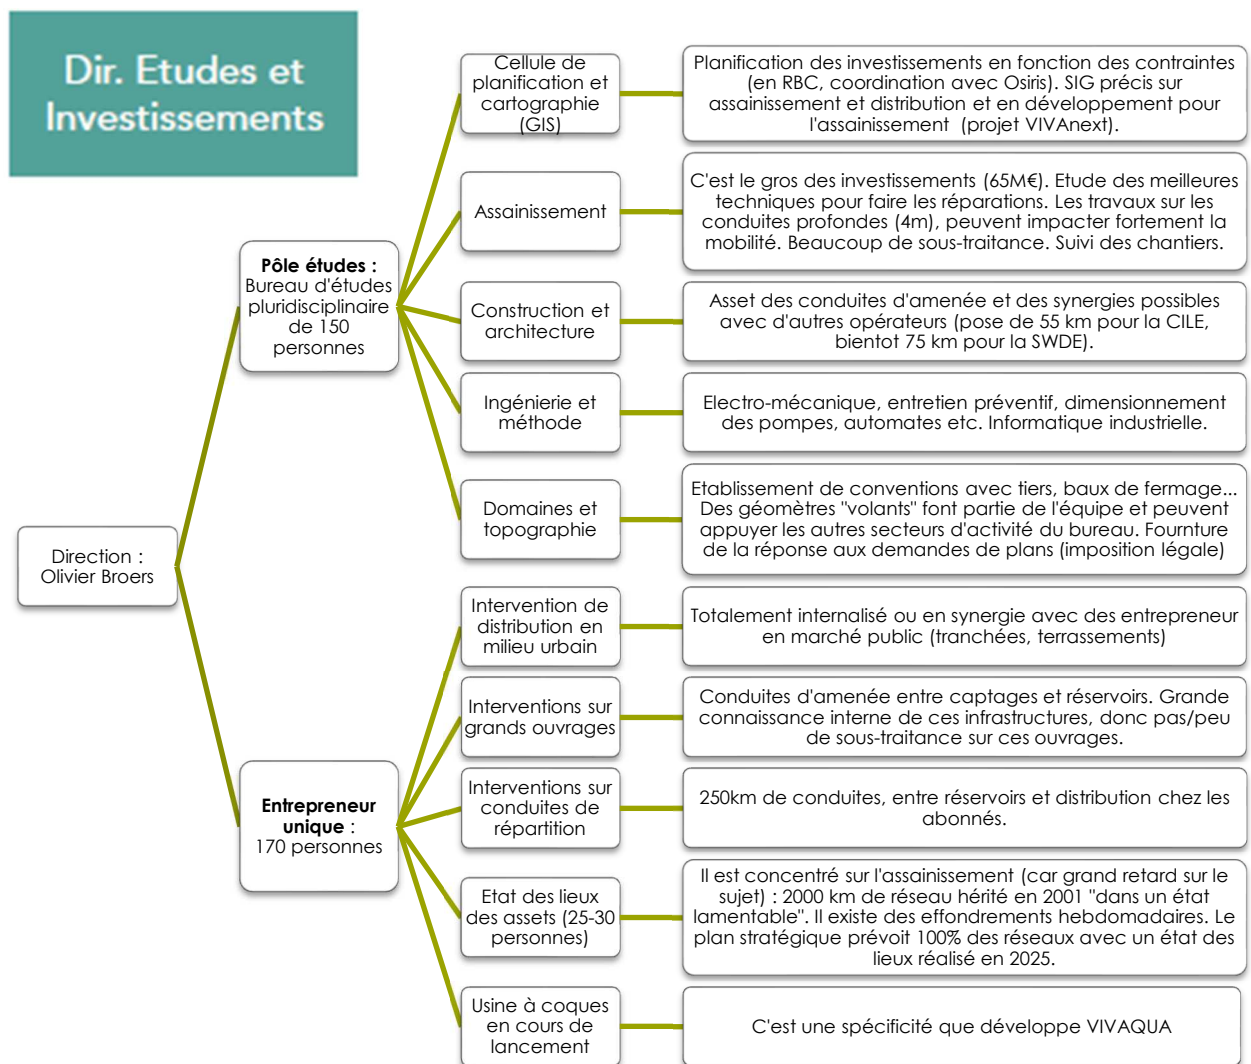 Dir. Etudes et
Investissements
Direction :
Olivier Broers
Pôle études :
Bureau d'études
pluridisciplinaire
de 150
personnes
Cellule de
planification et
cartographie
(GIS)
Planification des investissements en fonction des contraintes
(en RBC, coordination avec Osiris). SIG précis sur
assainissement et distribution et en développement pour
l'assainissement  (projet VIVAnext).
Assainissement
C'est le gros des investissements (65M€). Etude des meilleures
techniques pour faire les réparations. Les travaux sur les
conduites profondes (4m), peuvent impacter fortement la
mobilité. Beaucoup de sous-traitance. Suivi des chantiers.
Construction et
architecture
Asset des conduites d'amenée et des synergies possibles
avec d'autres opérateurs (pose de 55 km pour la CILE,
bientot 75 km pour la SWDE).
Ingénierie et
méthode
Electro-mécanique, entretien préventif, dimensionnement
des pompes, automates etc. Informatique industrielle.
Domaines et
topographie
Etablissement de conventions avec tiers, baux de fermage...
Des géomètres "volants" font partie de l'équipe et peuvent
appuyer les autres secteurs d'activité du bureau. Fournture
de la réponse aux demandes de plans (imposition légale)
Entrepreneur
unique :
170 personnes
Intervention de
distribution en
milieu urbain
Totalement internalisé ou en synergie avec des entrepreneur
en marché public (tranchées, terrassements)
Interventions sur
grands ouvrages
Conduites d'amenée entre captages et réservoirs. Grande
connaissance interne de ces infrastructures, donc pas/peu
de sous-traitance sur ces ouvrages.
Interventions sur
conduites de
répartition
250km de conduites, entre réservoirs et distribution chez les
abonnés.
Etat des lieux
des assets (25-30
personnes)
Il est concentré sur l'assainissement (car grand retard sur le
sujet) : 2000 km de réseau hérité en 2001 "dans un état
lamentable". Il existe des effondrements hebdomadaires. Le
plan stratégique prévoit 100% des réseaux avec un état des
lieux réalisé en 2025.
Usine à coques
en cours de
lancement
C'est une spécificité que développe VIVAQUA